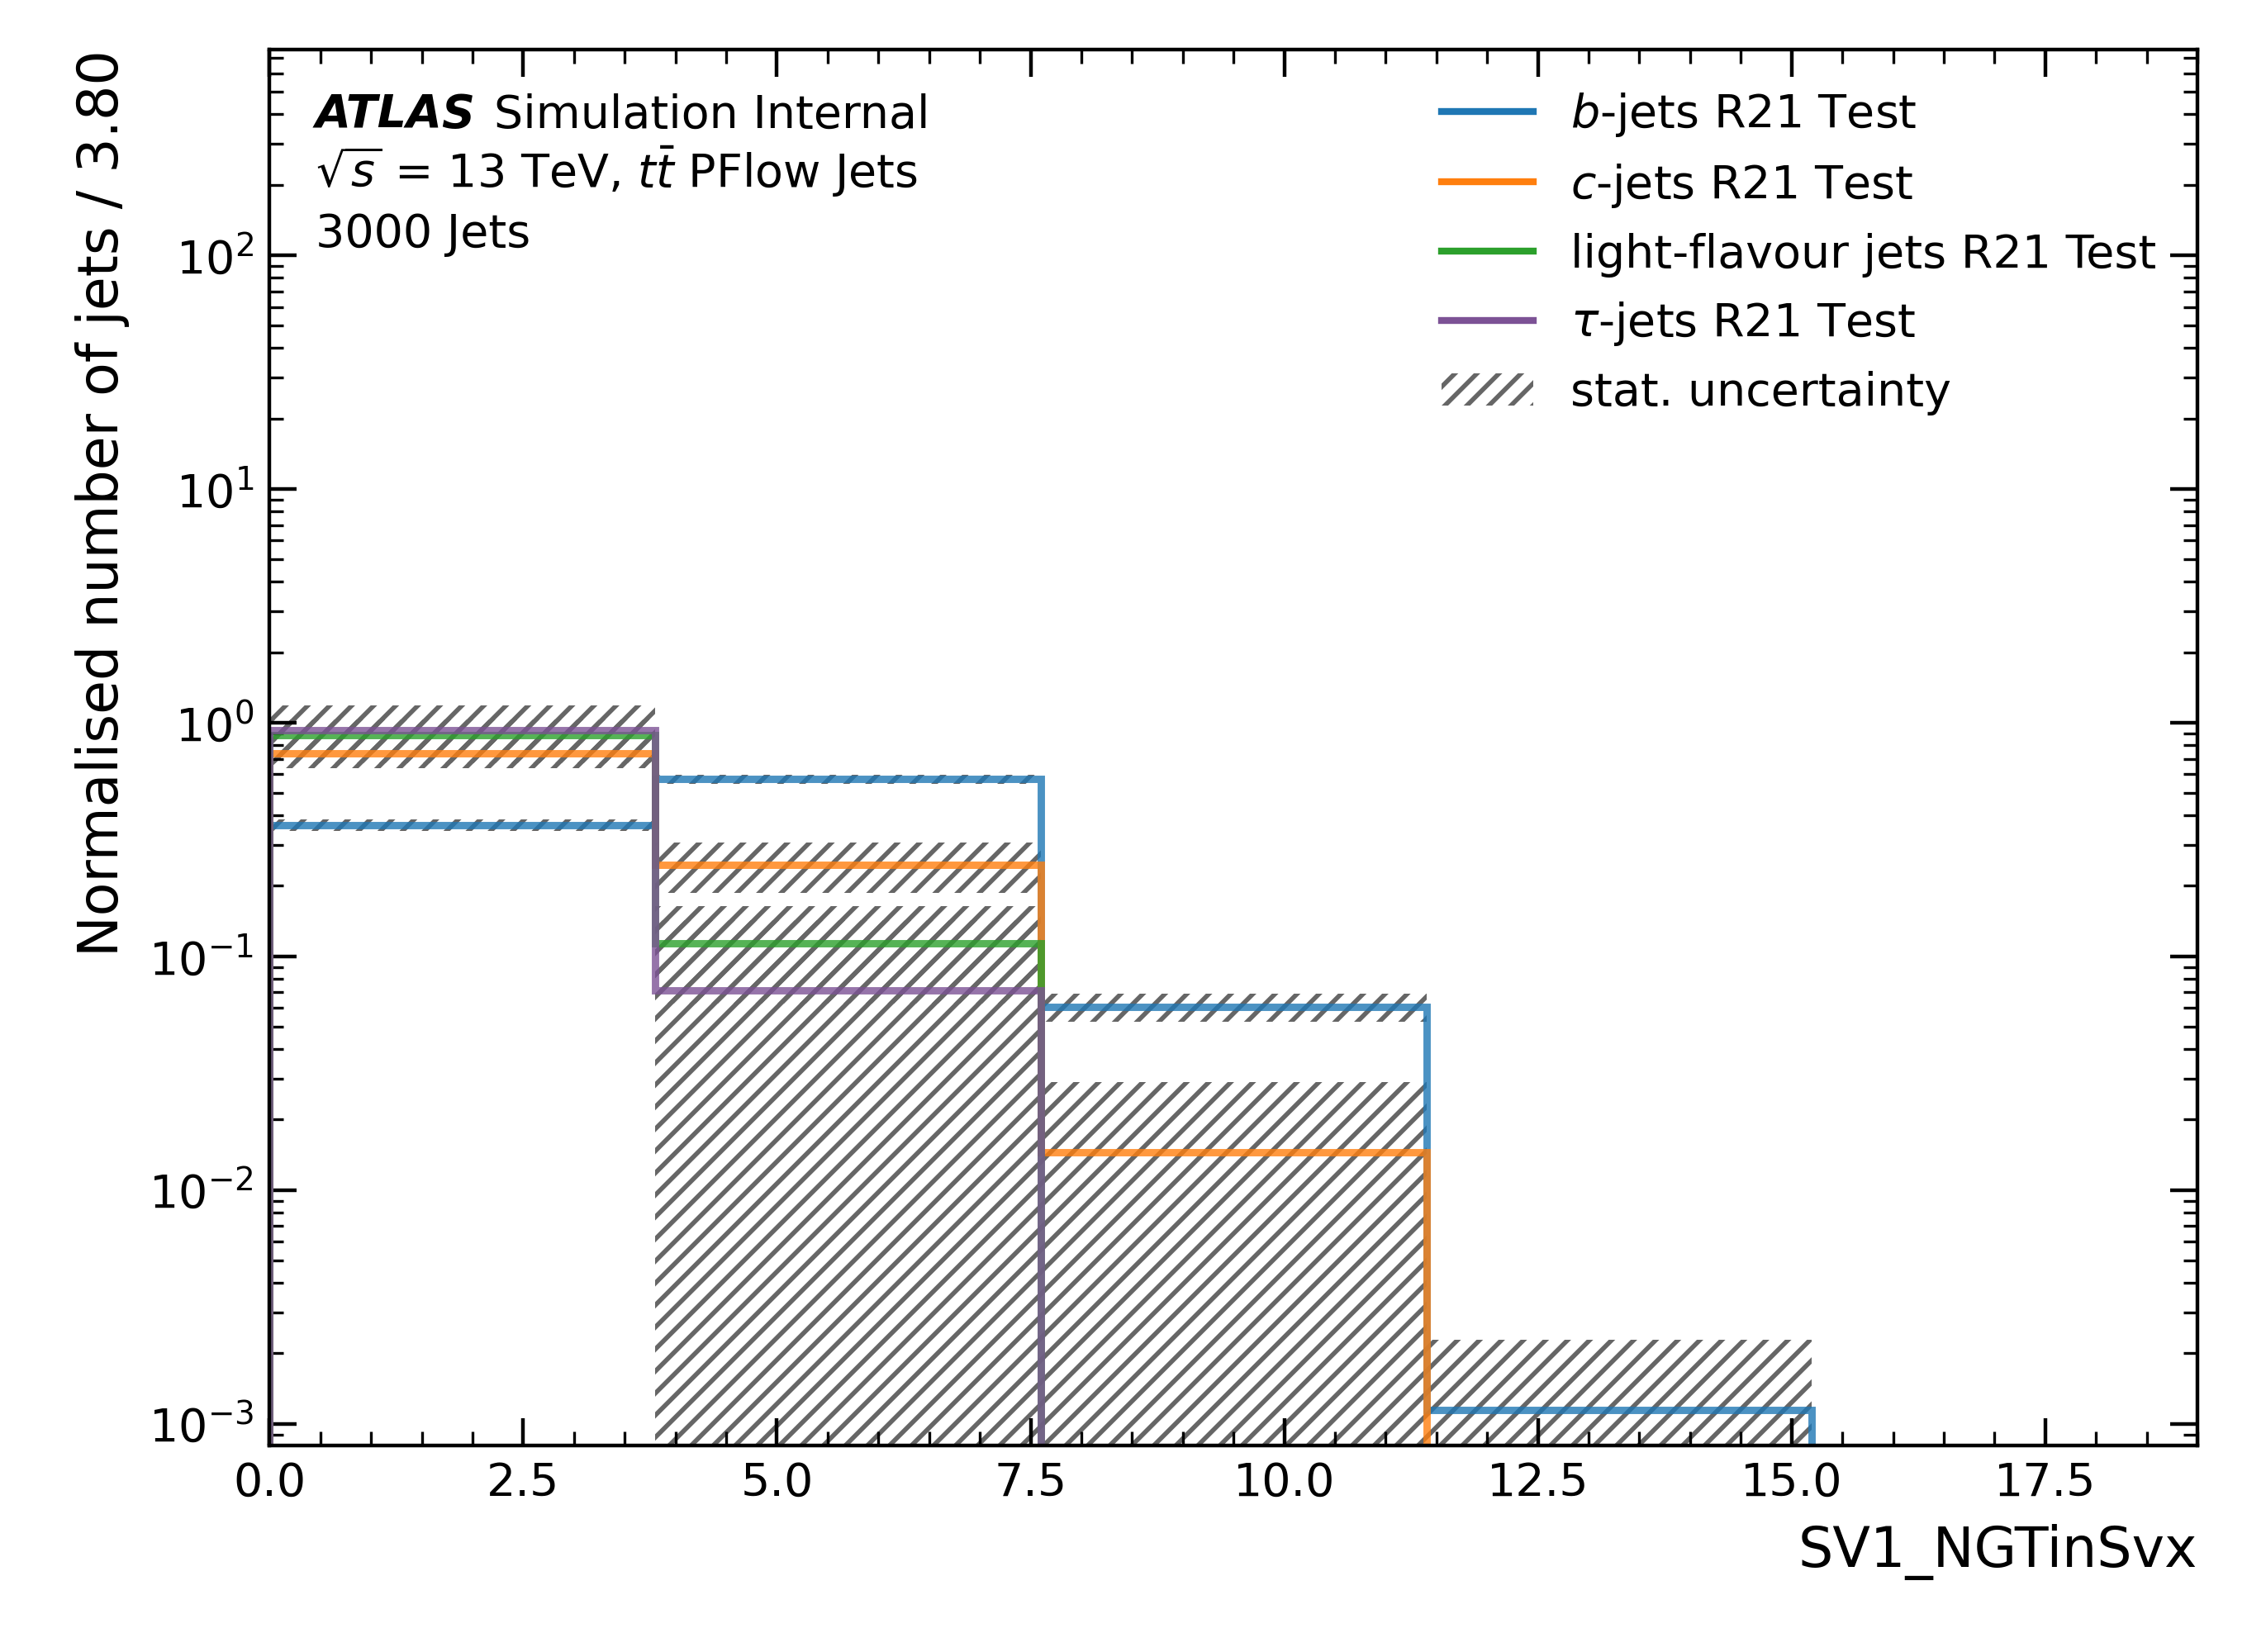 Normalised number of jets / 3.80
ATLAS Simulation Internal
√s = 13 TeV, tt̄ PFlow Jets
3000 Jets
b-jets R21 Test
c-jets R21 Test
light-flavour jets R21 Test
τ-jets R21 Test
stat. uncertainty
10²
10¹
10⁰
10⁻¹
10⁻²
10⁻³
0.0 2.5 5.0 7.5 10.0 12.5 15.0 17.5
SV1_NGTinSvx